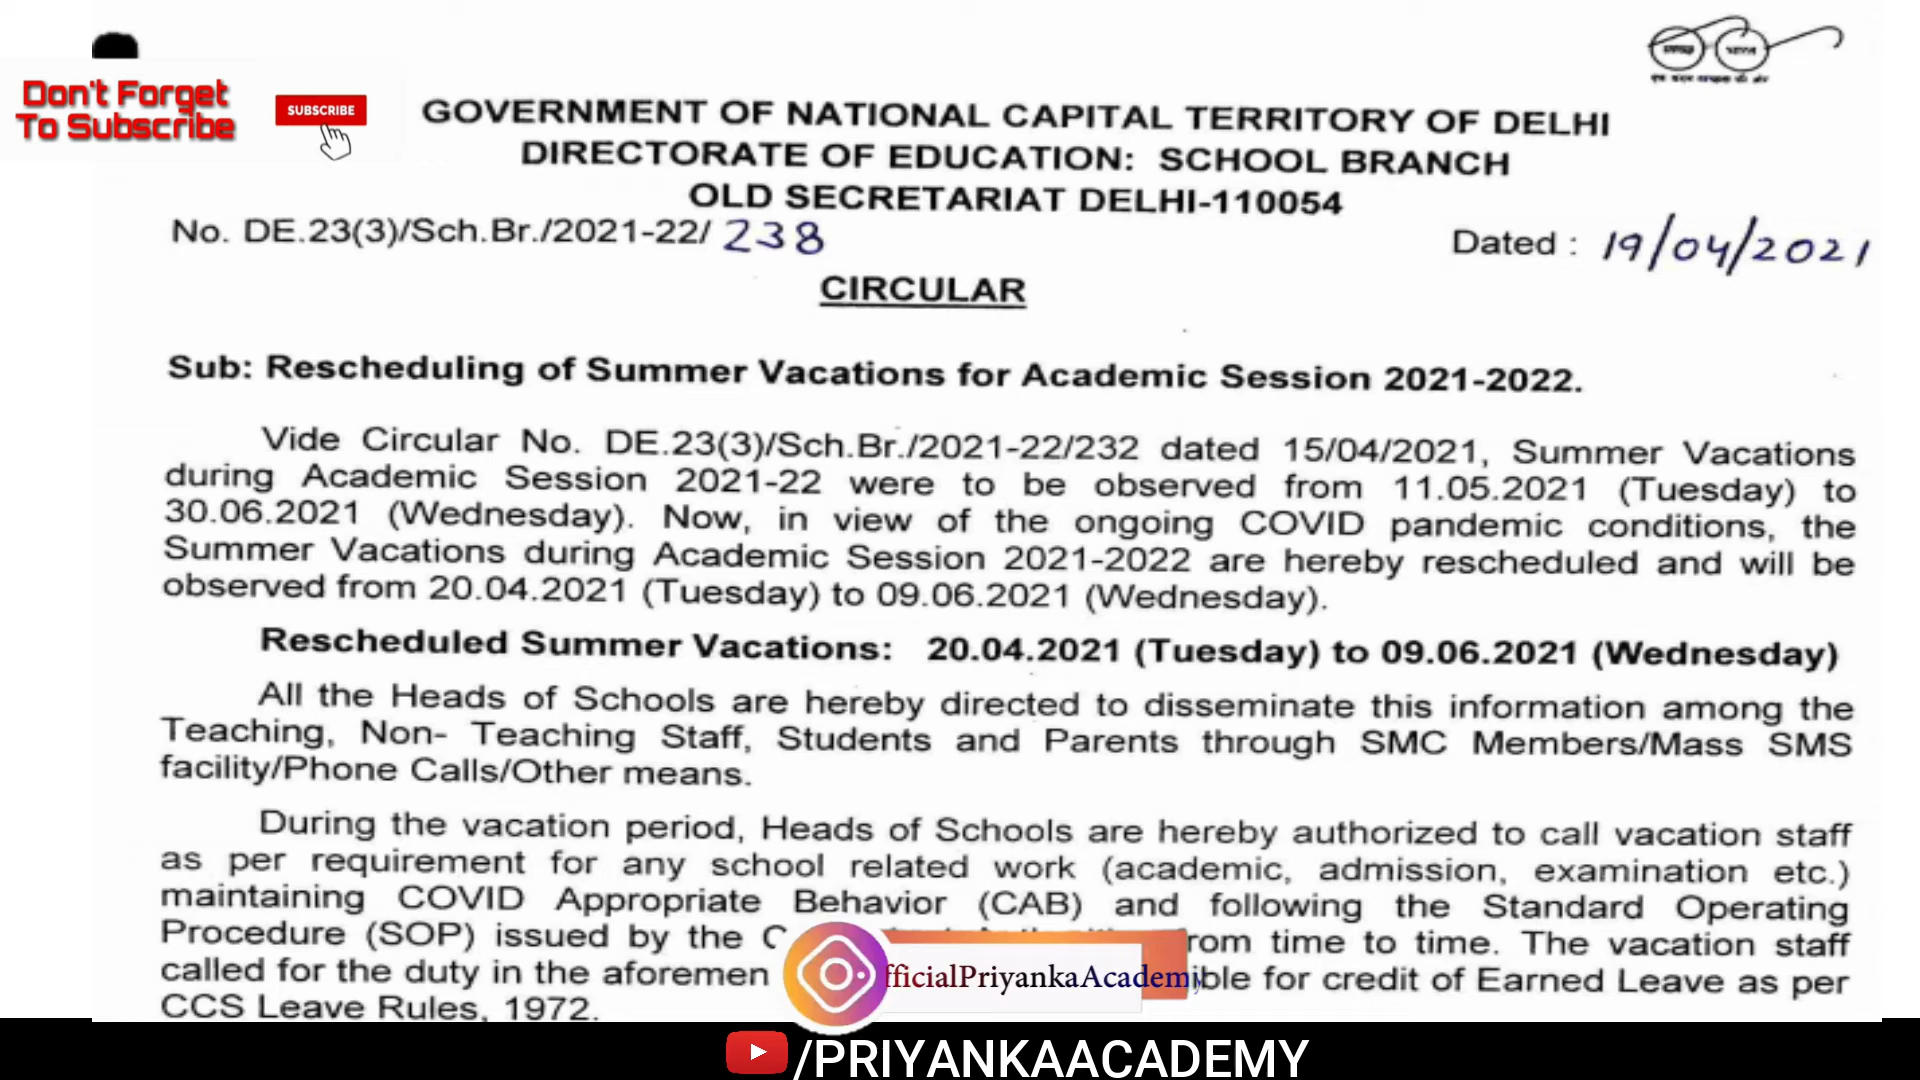 Don't Forget
To Subscribe
SUBSCRIBE
GOVERNMENT OF NATIONAL CAPITAL TERRITORY OF DELHI
DIRECTORATE OF EDUCATION: SCHOOL BRANCH
OLD SECRETARIAT DELHI-110054
No. DE.23(3)/Sch.Br./2021-22/ 238
Dated : 19/04/2021
CIRCULAR
Sub: Rescheduling of Summer Vacations for Academic Session 2021-2022.
Vide Circular No. DE.23(3)/Sch.Br./2021-22/232 dated 15/04/2021, Summer Vacations
during Academic Session 2021-22 were to be observed from 11.05.2021 (Tuesday) to
30.06.2021 (Wednesday). Now, in view of the ongoing COVID pandemic conditions, the
Summer Vacations during Academic Session 2021-2022 are hereby rescheduled and will be
observed from 20.04.2021 (Tuesday) to 09.06.2021 (Wednesday).
Rescheduled Summer Vacations: 20.04.2021 (Tuesday) to 09.06.2021 (Wednesday)
All the Heads of Schools are hereby directed to disseminate this information among the
Teaching, Non- Teaching Staff, Students and Parents through SMC Members/Mass SMS
facility/Phone Calls/Other means.
During the vacation period, Heads of Schools are hereby authorized to call vacation staff
as per requirement for any school related work (academic, admission, examination etc.)
maintaining COVID Appropriate Behavior (CAB) and following the Standard Operating
Procedure (SOP) issued by the rom time to time. The vacation staff
called for the duty in the aforemen ible for credit of Earned Leave as per
CCS Leave Rules, 1972.
fficialPriyankaAcademy
/PRIYANKAACADEMY